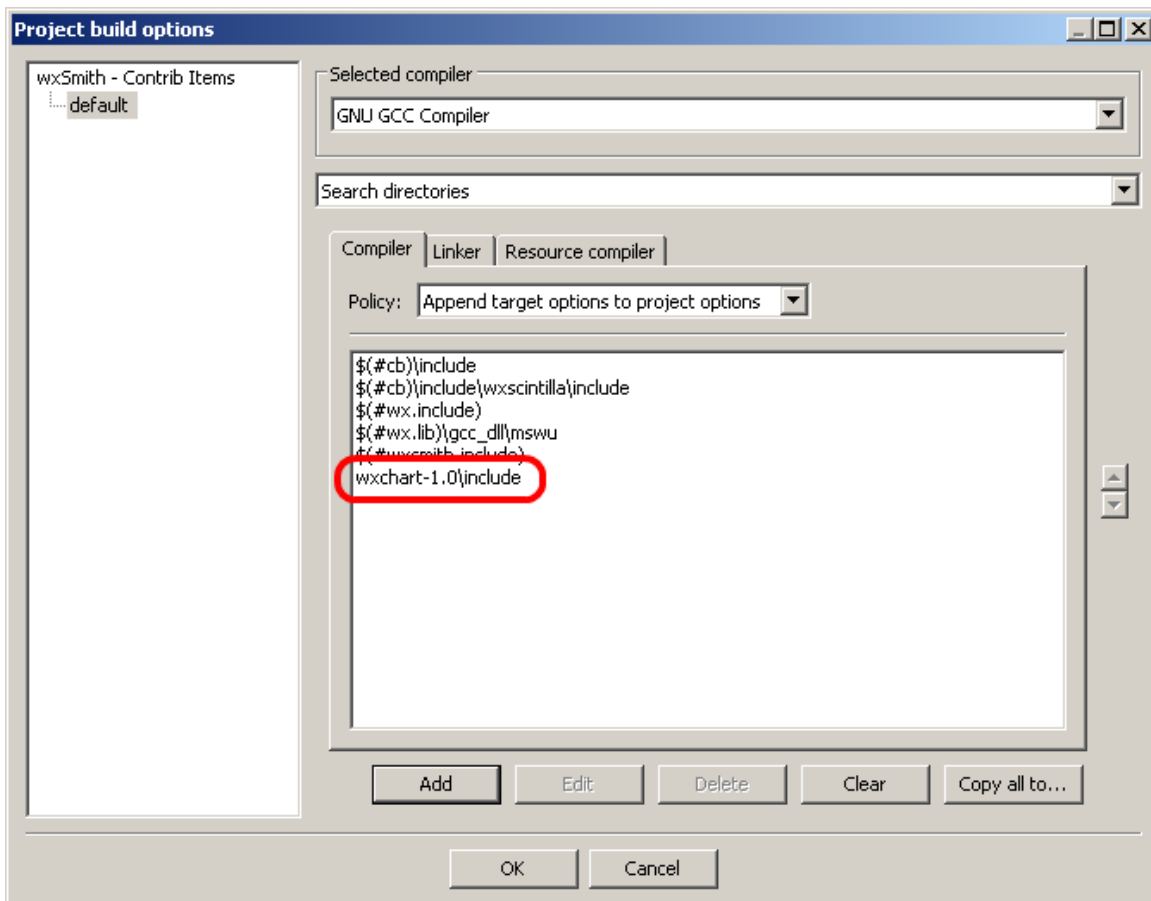 Project build options
wxSmith - Contrib Items
default
Selected compiler
GNU GCC Compiler
Search directories
Compiler
Linker
Resource compiler
Policy:
Append target options to project options
$(#cb)\include
$(#cb)\include\wxscintilla\include
$(#wx.include)
$(#wx.lib)\gcc_dll\mswu
$(#wxsmith.include)
wxchart-1.0\include
Add
Edit
Delete
Clear
Copy all to...
OK
Cancel